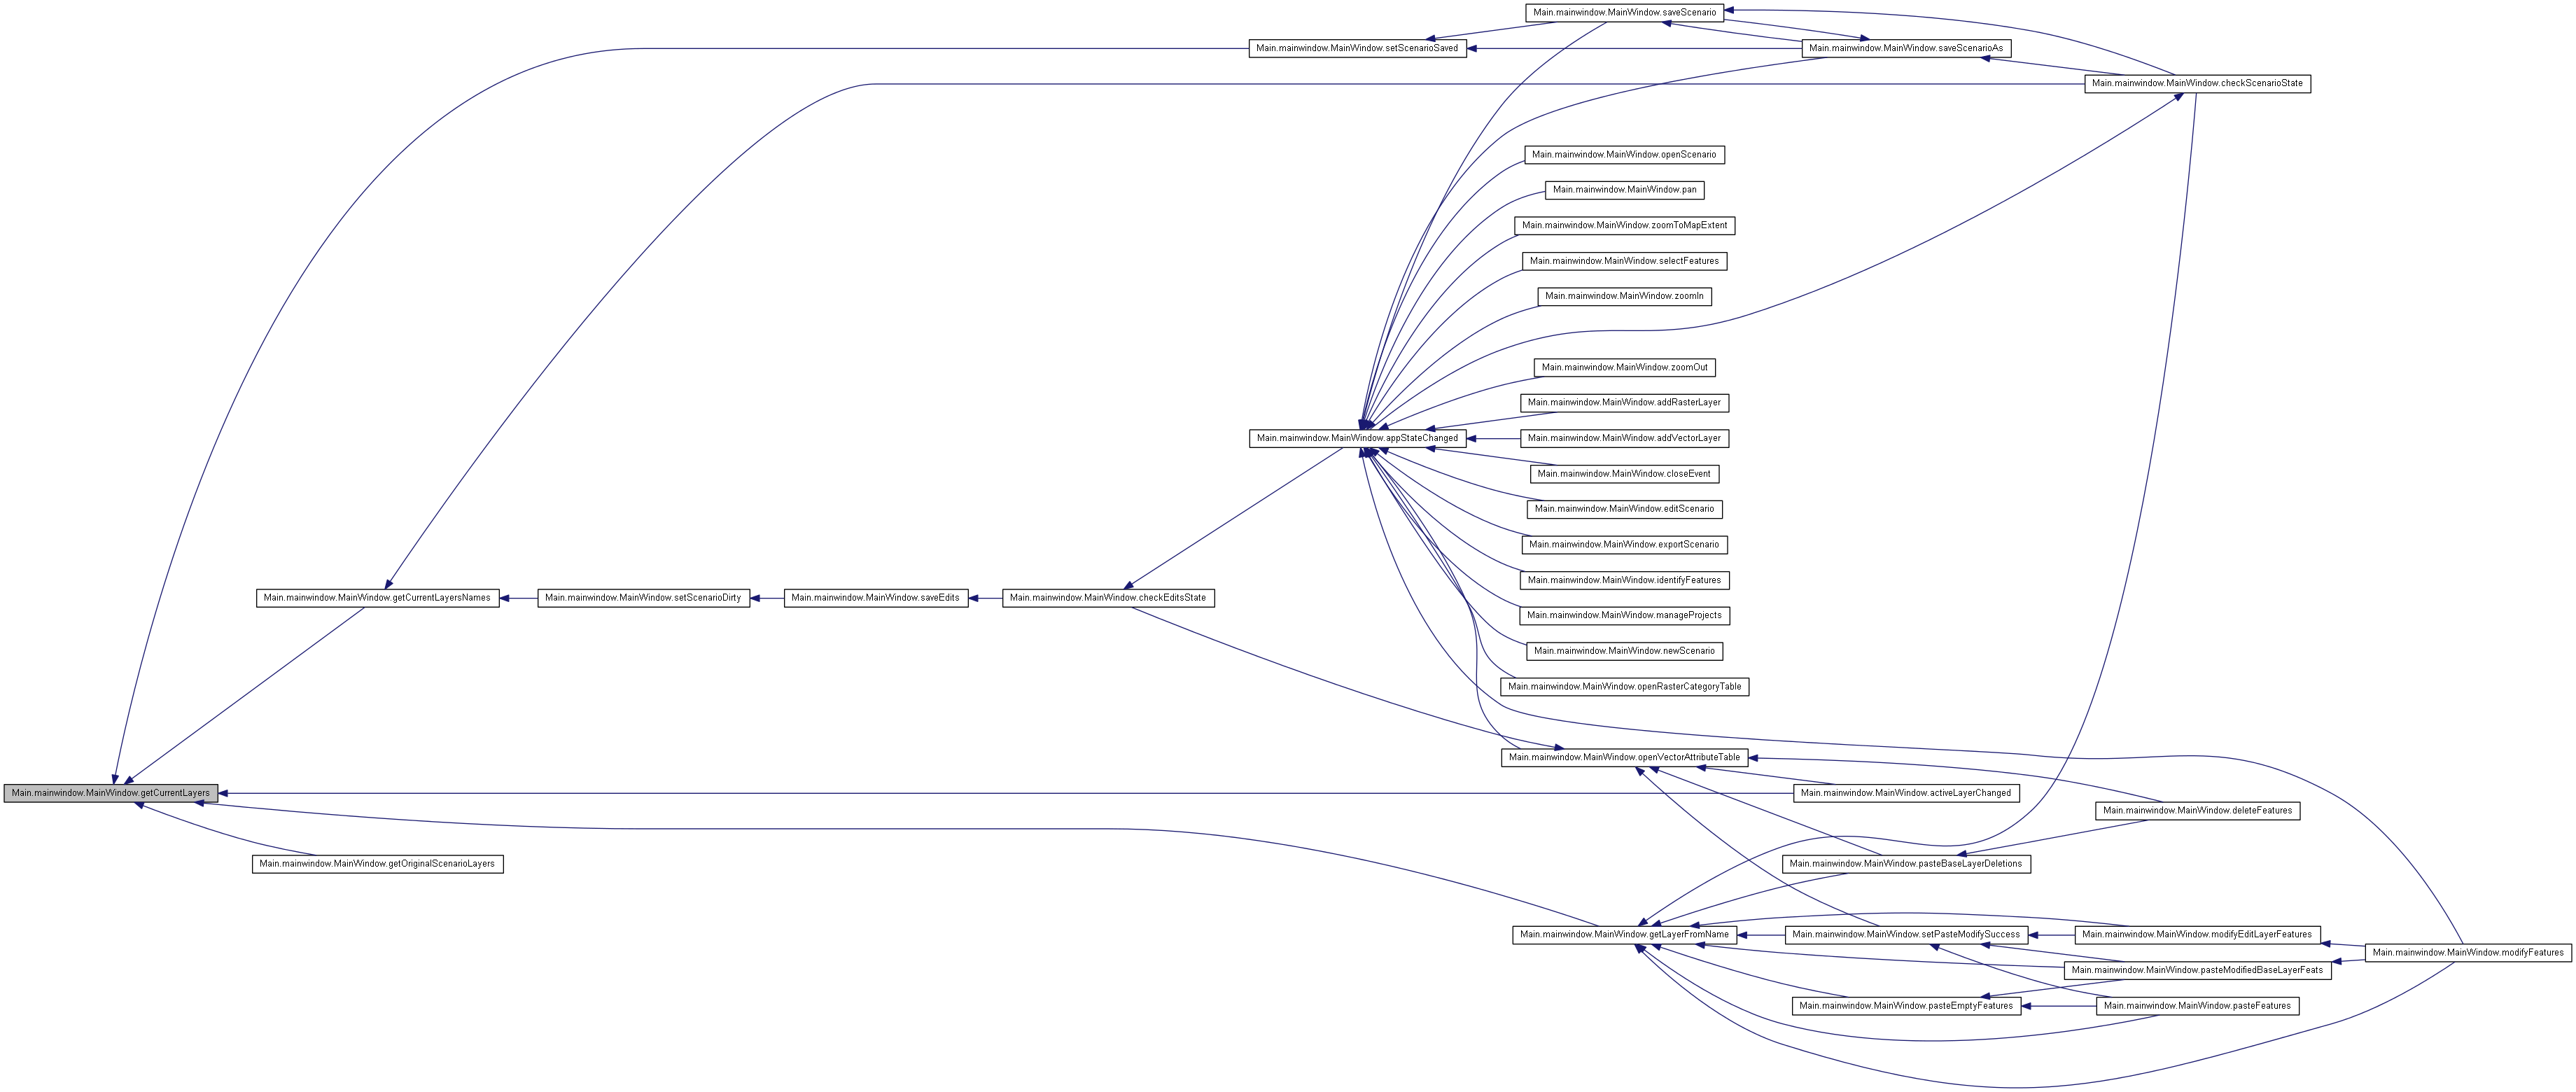 Main.mainwindow.MainWindow.saveScenario
Main.mainwindow.MainWindow.setScenarioSaved
Main.mainwindow.MainWindow.saveScenarioAs
Main.mainwindow.MainWindow.checkScenarioState
Main.mainwindow.MainWindow.openScenario
Main.mainwindow.MainWindow.pan
Main.mainwindow.MainWindow.zoomToMapExtent
Main.mainwindow.MainWindow.selectFeatures
Main.mainwindow.MainWindow.zoomIn
Main.mainwindow.MainWindow.zoomOut
Main.mainwindow.MainWindow.addRasterLayer
Main.mainwindow.MainWindow.appStateChanged
Main.mainwindow.MainWindow.addVectorLayer
Main.mainwindow.MainWindow.closeEvent
Main.mainwindow.MainWindow.editScenario
Main.mainwindow.MainWindow.exportScenario
Main.mainwindow.MainWindow.identifyFeatures
Main.mainwindow.MainWindow.getCurrentLayersNames
Main.mainwindow.MainWindow.setScenarioDirty
Main.mainwindow.MainWindow.saveEdits
Main.mainwindow.MainWindow.checkEditsState
Main.mainwindow.MainWindow.manageProjects
Main.mainwindow.MainWindow.newScenario
Main.mainwindow.MainWindow.openRasterCategoryTable
Main.mainwindow.MainWindow.openVectorAttributeTable
Main.mainwindow.MainWindow.getCurrentLayers
Main.mainwindow.MainWindow.activeLayerChanged
Main.mainwindow.MainWindow.deleteFeatures
Main.mainwindow.MainWindow.getOriginalScenarioLayers
Main.mainwindow.MainWindow.pasteBaseLayerDeletions
Main.mainwindow.MainWindow.getLayerFromName
Main.mainwindow.MainWindow.setPasteModifySuccess
Main.mainwindow.MainWindow.modifyEditLayerFeatures
Main.mainwindow.MainWindow.modifyFeatures
Main.mainwindow.MainWindow.pasteModifiedBaseLayerFeats
Main.mainwindow.MainWindow.pasteEmptyFeatures
Main.mainwindow.MainWindow.pasteFeatures